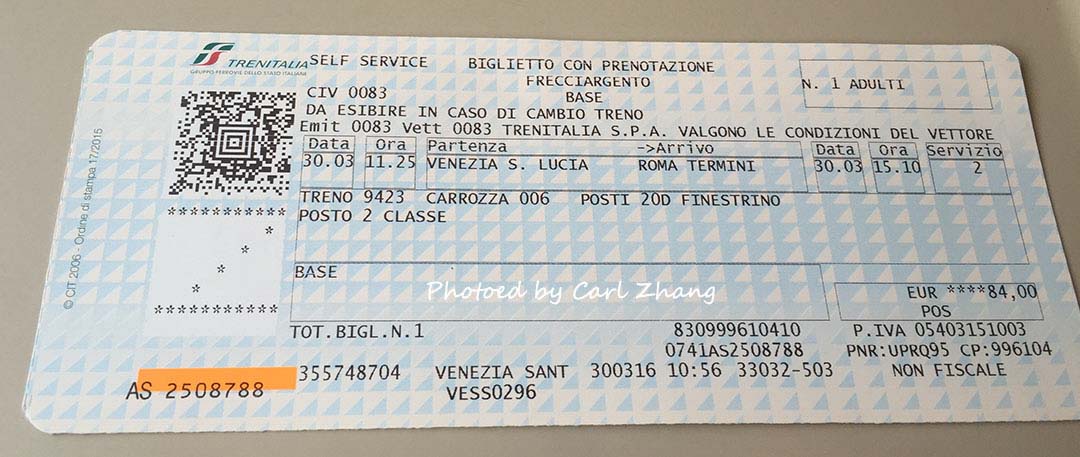 TRENITALIA
GRUPPO FERROVIE DELLO STATO ITALIANE
SELF SERVICE BIGLIETTO CON PRENOTAZIONE
FRECCIARGENTO
CIV 0083 BASE N. 1 ADULTI
DA ESIBIRE IN CASO DI CAMBIO TRENO
Emit 0083 Vett 0083 TRENITALIA S.P.A. VALGONO LE CONDIZIONI DEL VETTORE
Data Ora Partenza ->Arrivo Data Ora Servizio
30.03 11.25 VENEZIA S. LUCIA ROMA TERMINI 30.03 15.10 2
TRENO 9423 CARROZZA 006 POSTI 20D FINESTRINO
POSTO 2 CLASSE
***********
*
*
*
*
***********
BASE
Photoed by Carl Zhang
EUR ****84,00
POS
TOT.BIGL.N.1 830999610410 P.IVA 05403151003
0741AS2508788 PNR:UPRQ95 CP:996104
355748704 VENEZIA SANT 300316 10:56 33032-503 NON FISCALE
AS 2508788 VESS0296
© CIT 2006 - Ordine di stampa 17/2015